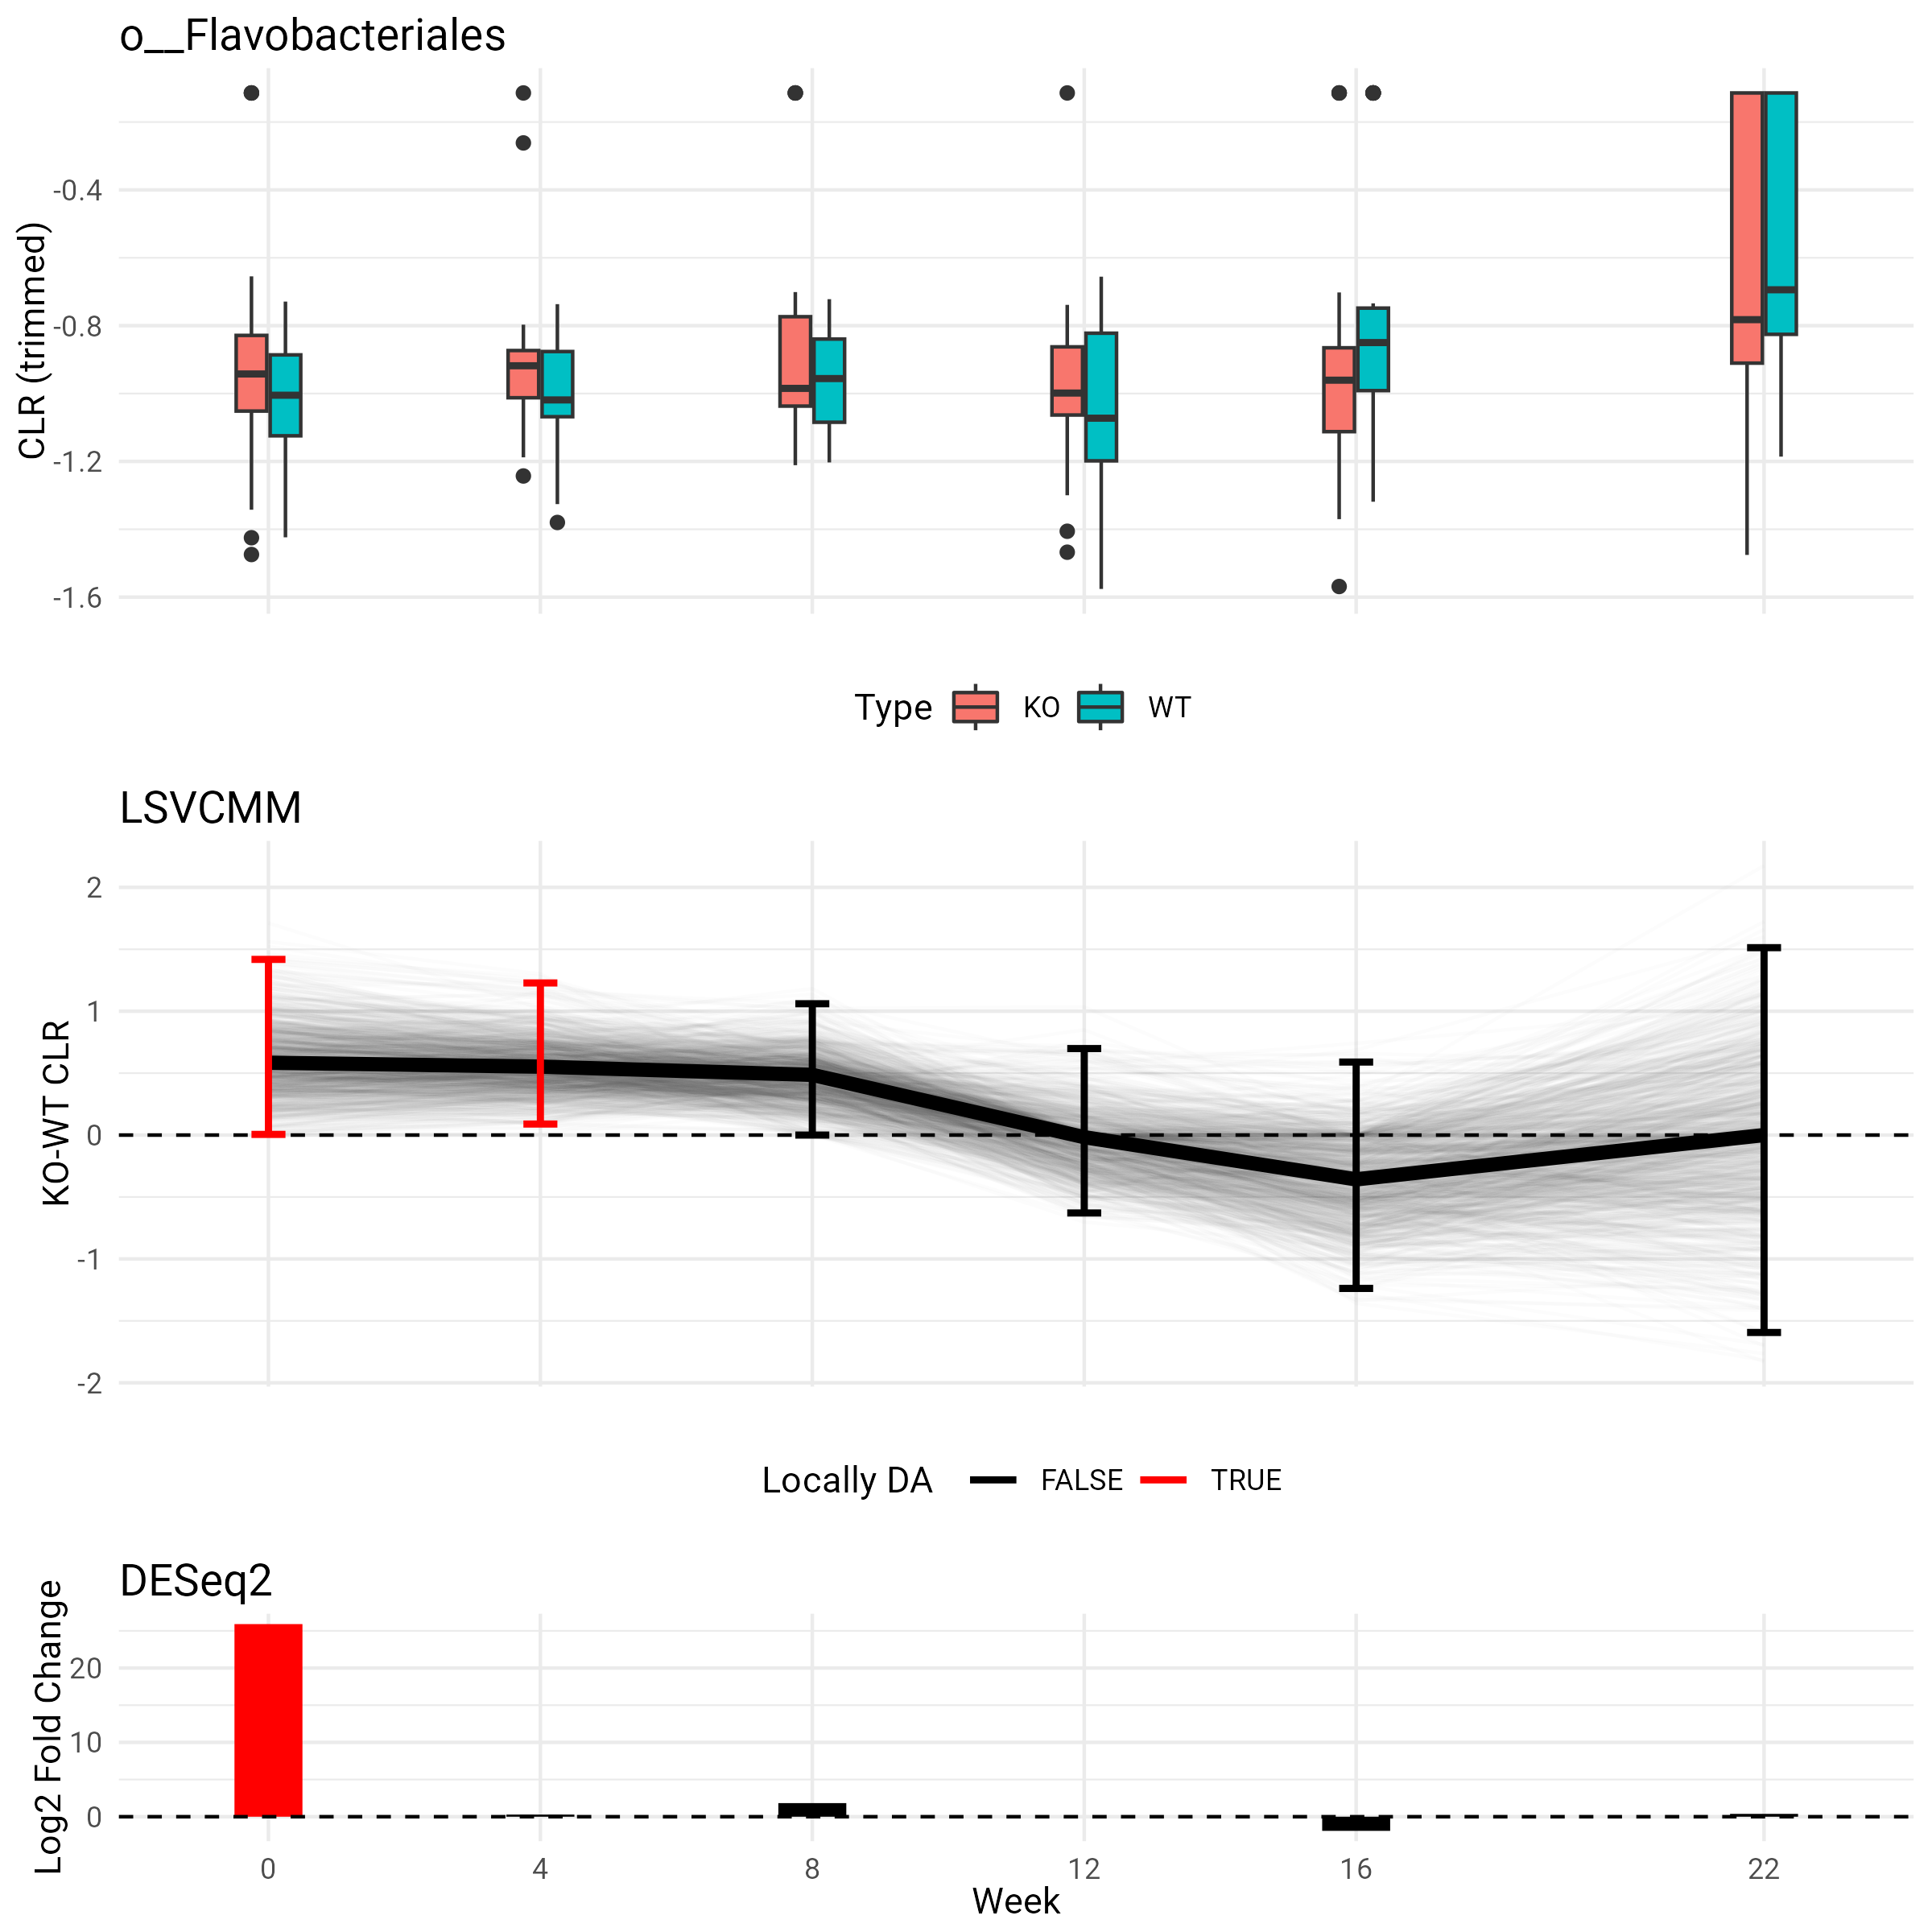 o__Flavobacteriales
CLR (trimmed)
-0.4
-0.8
-1.2
-1.6
Type KO WT
LSVCMM
KO-WT CLR
2
1
0
-1
-2
Locally DA FALSE TRUE
DESeq2
Log2 Fold Change
20
10
0
0 4 8 12 16 22
Week